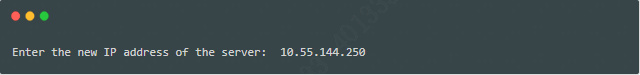 Enter the new IP address of the server:  10.55.144.250